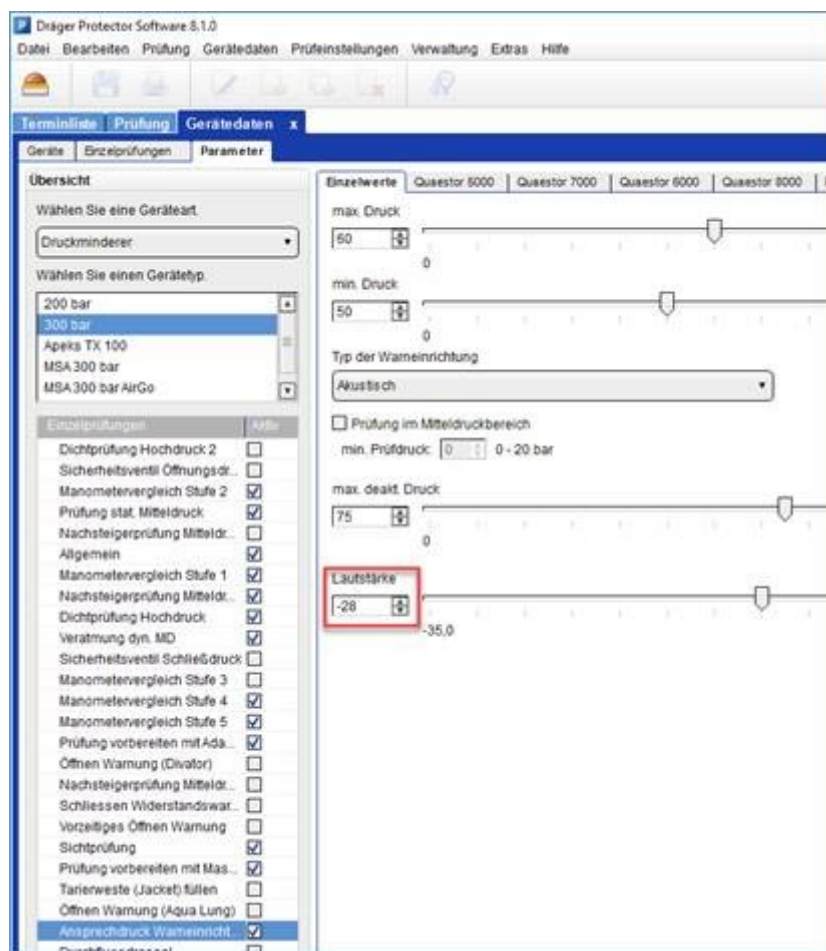 Dräger Protector Software 8.1.0
Datei Bearbeiten Prüfung Gerätedaten Prüfeinstellungen Verwaltung Extras Hilfe
Terminliste Prüfung Gerätedaten x
Geräte Einzelprüfungen Parameter
Übersicht
Wählen Sie eine Geräteart.
Druckminderer
Wählen Sie einen Gerätetyp.
200 bar
300 bar
Apeks TX 100
MSA 300 bar
MSA 300 bar AirGo
Einzelprüfungen Aktiv
Dichtprüfung Hochdruck 2
Sicherheitsventil Öffnungsdr...
Manometervergleich Stufe 2
Prüfung stat. Mitteldruck
Nachsteigerprüfung Mitteldr...
Allgemein
Manometervergleich Stufe 1
Nachsteigerprüfung Mitteldr...
Dichtprüfung Hochdruck
Veratmung dyn. MD
Sicherheitsventil Schließdruck
Manometervergleich Stufe 3
Manometervergleich Stufe 4
Manometervergleich Stufe 5
Prüfung vorbereiten mit Ada...
Öffnen Warnung (Divator)
Nachsteigerprüfung Mitteldr...
Schliessen Widerstandswar...
Vorzeitiges Öffnen Warnung
Sichtprüfung
Prüfung vorbereiten mit Mas...
Tarierweste (Jacket) füllen
Öffnen Warnung (Aqua Lung)
Ansprechdruck Warneinricht...
Einzelwerte Quaestor 5000 Quaestor 7000 Quaestor 6000 Quaestor 8000
max. Druck
60
0
min. Druck
50
0
Typ der Warneinrichtung
Akustisch
Prüfung im Mitteldruckbereich
min. Prüfdruck: 0 0 - 20 bar
max. deakt. Druck
75
0
Lautstärke
-28
-35,0